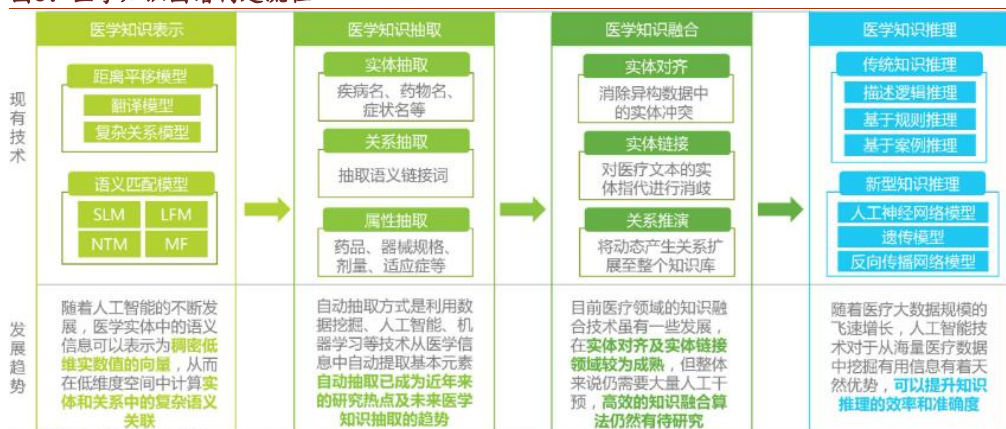 医学知识表示
医学知识抽取
医学知识融合
医学知识推理
现有技术
距离平移模型
翻译模型
复杂关系模型
语义匹配模型
SLM
LFM
NTM
MF
实体抽取
疾病名、药物名、
症状名等
关系抽取
抽取语义链接词
属性抽取
药品、器械规格、
剂量、适应症等
实体对齐
消除异构数据中
的实体冲突
实体链接
对医疗文本的实
体指代进行消歧
关系推演
将动态产生关系扩
展至整个知识库
传统知识推理
描述逻辑推理
基于规则推理
基于案例推理
新型知识推理
人工神经网络模型
遗传模型
反向传播网络模型
发展趋势
随着人工智能的不断发
展，医学实体中的语义
信息可以表示为稠密低
维实数值的向量，从而
在低维度空间中计算实
体和关系中的复杂语义
关联
自动抽取方式是利用数
据挖掘、人工智能、机
器学习等技术从医学信
息中自动提取基本元素
自动抽取已成为近年来
的研究热点及未来医学
知识抽取的趋势
目前医疗领域的知识融
合技术虽有一些发展，
在实体对齐及实体链接
领域较为成熟，但整体
来说仍需要大量人工干
预，高效的知识融合算
法仍然有待研究
随着医疗大数据规模的
飞速增长，人工智能技
术对于从海量医疗数据
中挖掘有用信息有着天
然优势，可以提升知识
推理的效率和准确度